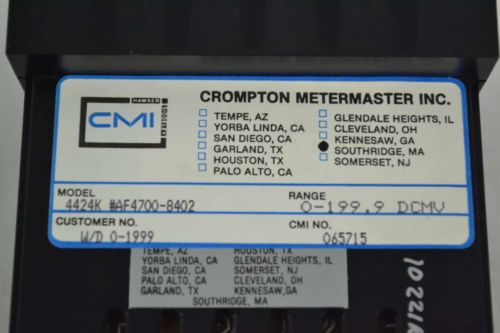 HAWKER SIDDELEY
CMI
CROMPTON METERMASTER INC.
TEMPE, AZ
YORBA LINDA, CA
SAN DIEGO, CA
GARLAND, TX
HOUSTON, TX
PALO ALTO, CA
GLENDALE HEIGHTS, IL
CLEVELAND, OH
KENNESAW, GA
SOUTHRIDGE, MA
SOMERSET, NJ
MODEL
4424K #AF4700-8402
RANGE
0-199.9 DCMV
CUSTOMER NO.
W/D 0-1999
CMI NO.
065715
TEMPE, AZ HOUSTON, TX
YORBA LINDA, CA GLENDALE HEIGHTS, IL
SAN DIEGO, CA SOMERSET, NJ
PALO ALTO, CA CLEVELAND, OH
GARLAND, TX KENNESAW, GA
SOUTHRIDGE, MA